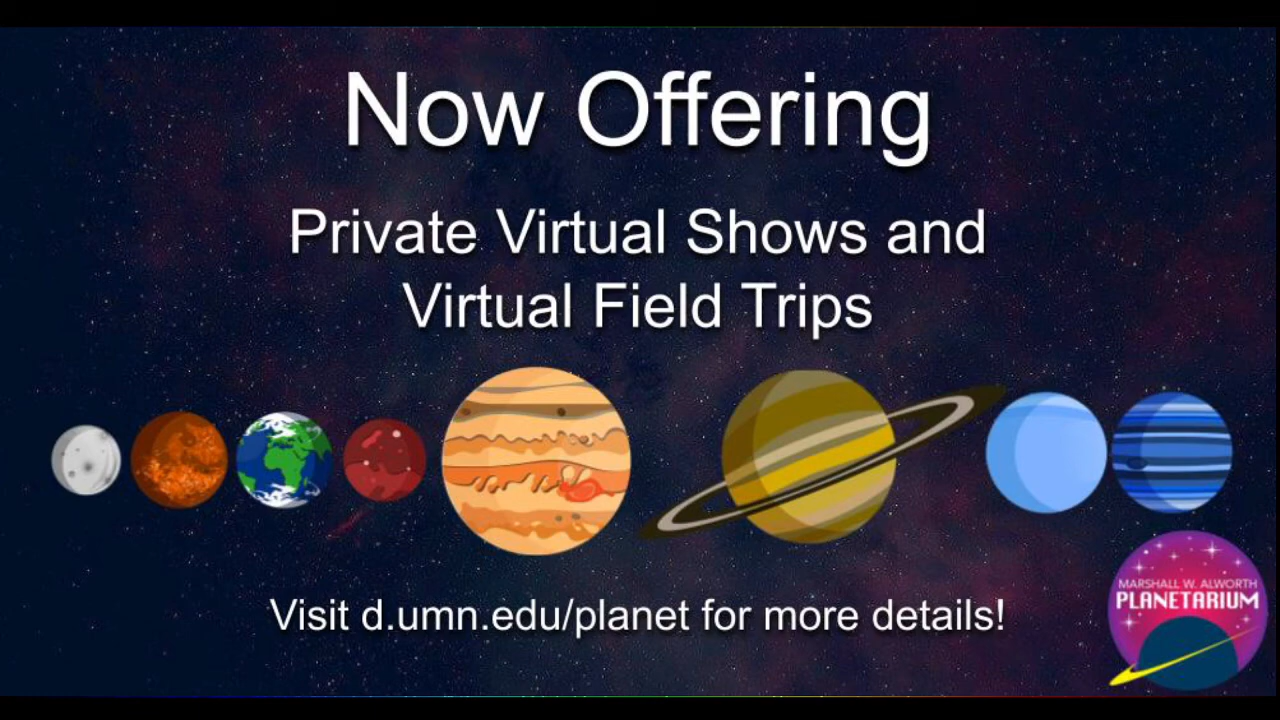 Now Offering
Private Virtual Shows and
Virtual Field Trips
Visit d.umn.edu/planet for more details!
MARSHALL W. ALWORTH
PLANETARIUM